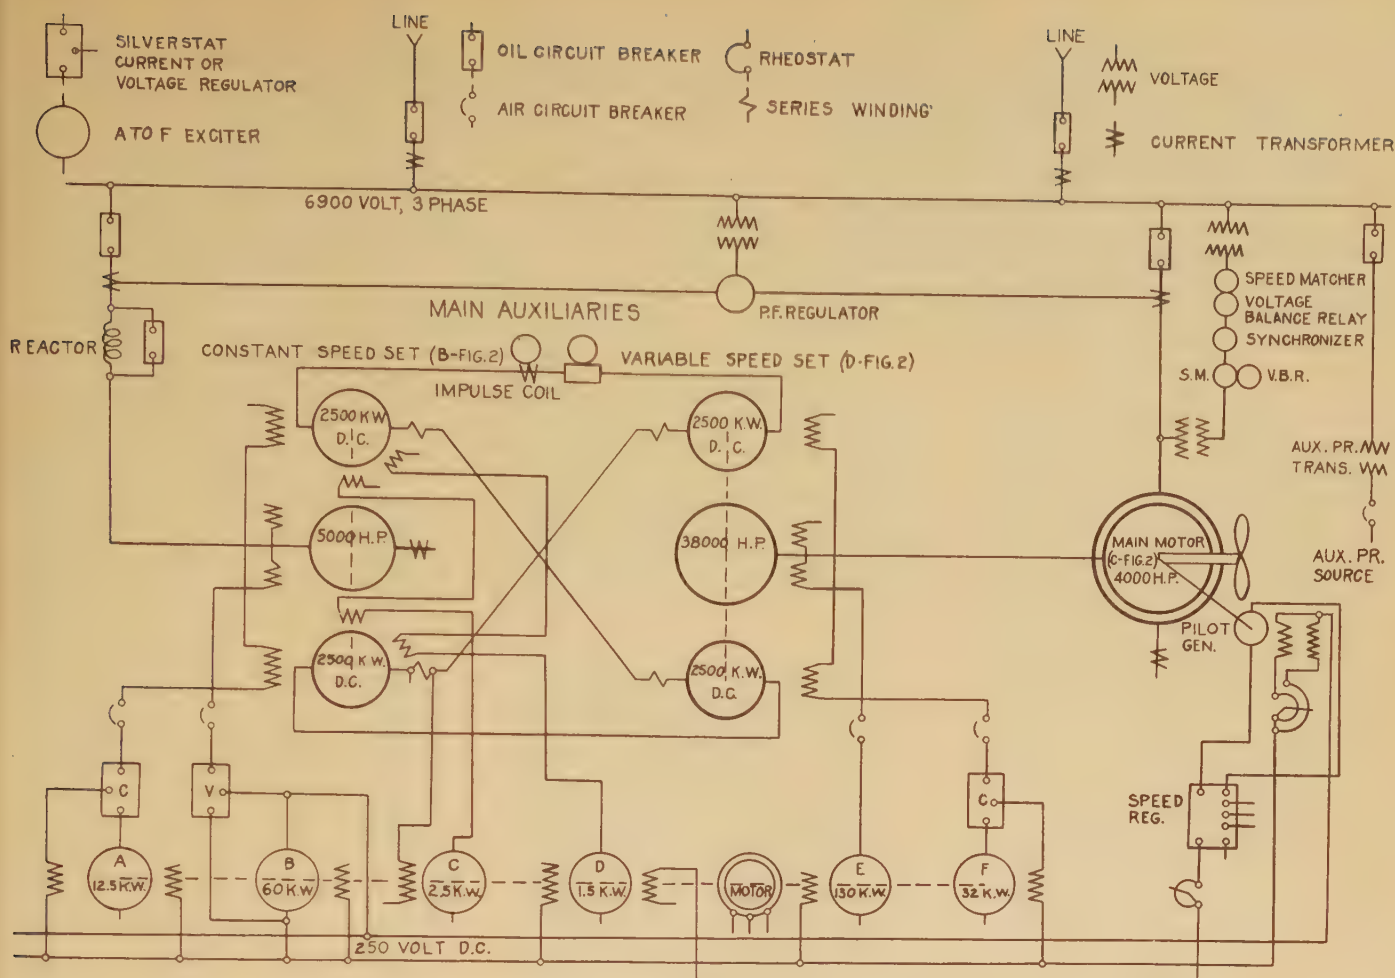 SILVERSTAT
CURRENT OR
VOLTAGE REGULATOR
A TO F EXCITER
LINE
OIL CIRCUIT BREAKER
AIR CIRCUIT BREAKER
RHEOSTAT
SERIES WINDING
LINE
VOLTAGE
CURRENT TRANSFORMER
6900 VOLT, 3 PHASE
MAIN AUXILIARIES
P.F. REGULATOR
SPEED MATCHER
VOLTAGE
BALANCE RELAY
SYNCHRONIZER
S.M.
V.B.R.
REACTOR
CONSTANT SPEED SET (B-FIG.2)
IMPULSE COIL
VARIABLE SPEED SET (D-FIG.2)
2500 KW
D.C.
2500 K.W.
D.C.
AUX. PR.
TRANS.
5000 H.P.
38000 H.P.
MAIN MOTOR
(C-FIG.2)
4000 H.P.
AUX. PR.
SOURCE
PILOT
GEN.
2500 K.W.
D.C.
2500 K.W.
D.C.
C
V
C
SPEED
REG.
A
12.5 K.W.
B
60 K.W.
C
2.5 K.W.
D
1.5 K.W.
MOTOR
E
130 K.W.
F
32 K.W.
250 VOLT D.C.